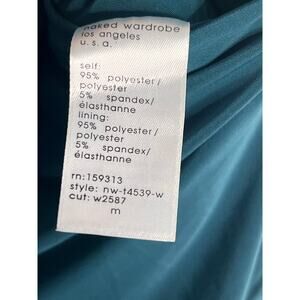 naked wardrobe
los angeles
u.s.a.
self:
95% polyester/
polyester
5% spandex/
élasthanne
lining:
95% polyester/
polyester
5% spandex/
élasthanne
rn:159313
style: nw-t4539-w
cut: w2587
m